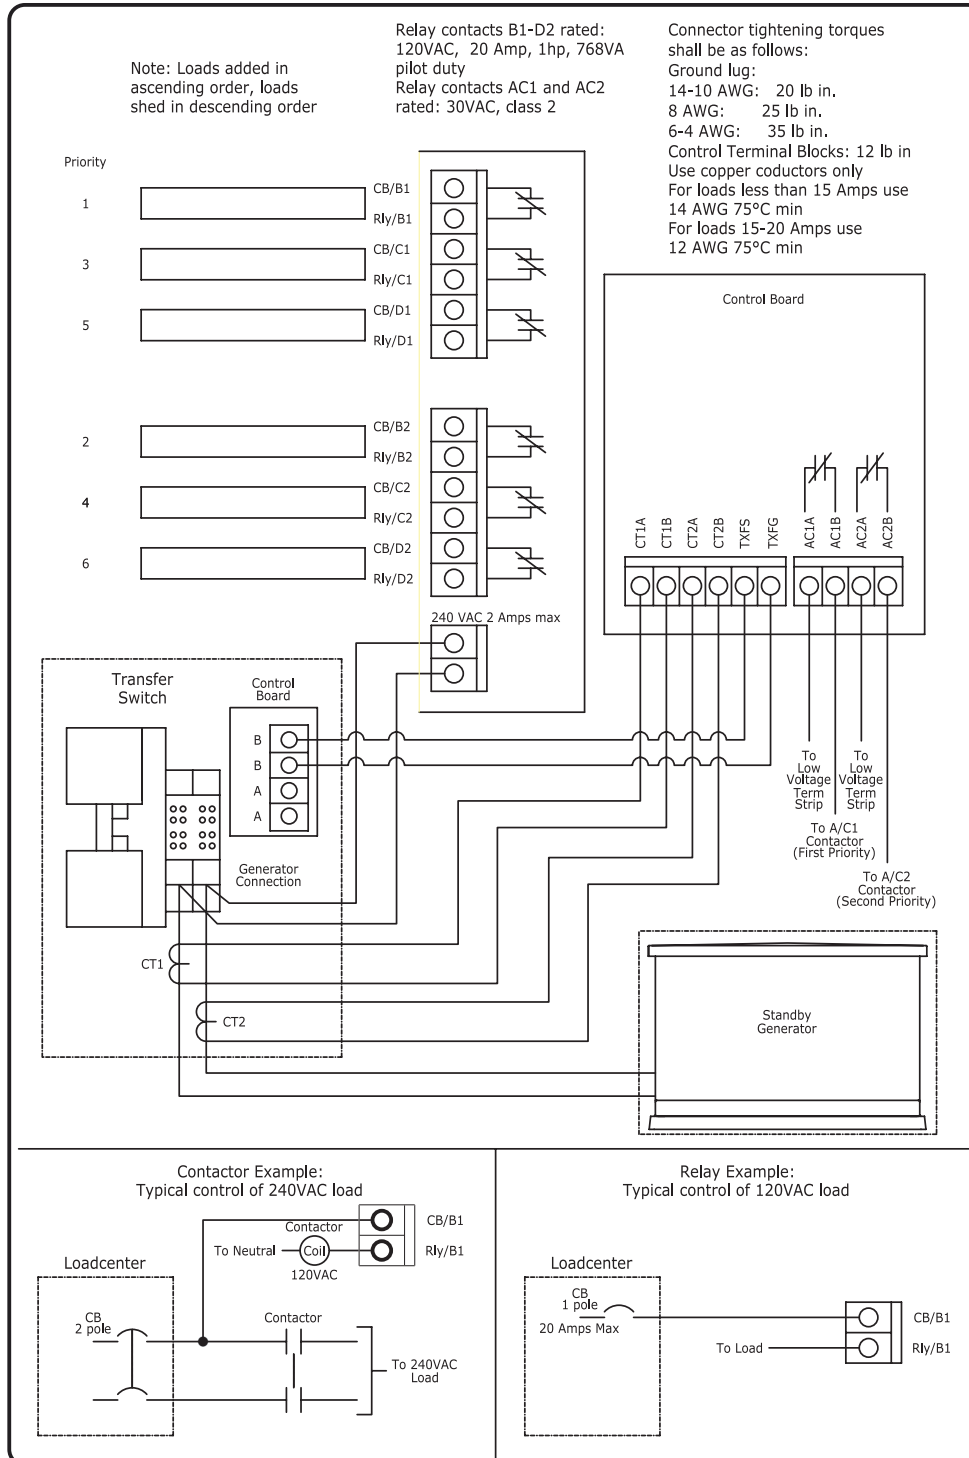 Note: Loads added in
ascending order, loads
shed in descending order
Relay contacts B1-D2 rated:
120VAC, 20 Amp, 1hp, 768VA
pilot duty
Relay contacts AC1 and AC2
rated: 30VAC, class 2
Connector tightening torques
shall be as follows:
Ground lug:
14-10 AWG: 20 lb in.
8 AWG: 25 lb in.
6-4 AWG: 35 lb in.
Control Terminal Blocks: 12 lb in
Use copper coductors only
For loads less than 15 Amps use
14 AWG 75°C min
For loads 15-20 Amps use
12 AWG 75°C min
Priority
1
CB/B1
Rly/B1
3
CB/C1
Rly/C1
5
CB/D1
Rly/D1
2
CB/B2
Rly/B2
4
CB/C2
Rly/C2
6
CB/D2
Rly/D2
240 VAC 2 Amps max
Control Board
CT1A
CT1B
CT2A
CT2B
TXFS
TXFG
AC1A
AC1B
AC2A
AC2B
To
Low
Voltage
Term
Strip
To
Low
Voltage
Term
Strip
To A/C1
Contactor
(First Priority)
To A/C2
Contactor
(Second Priority)
Transfer
Switch
Control
Board
B
B
A
A
Generator
Connection
CT1
CT2
Standby
Generator
Contactor Example:
Typical control of 240VAC load
Contactor
CB/B1
To Neutral
Coil
Rly/B1
120VAC
Loadcenter
CB
2 pole
Contactor
To 240VAC
Load
Relay Example:
Typical control of 120VAC load
Loadcenter
CB
1 pole
20 Amps Max
CB/B1
To Load
Rly/B1